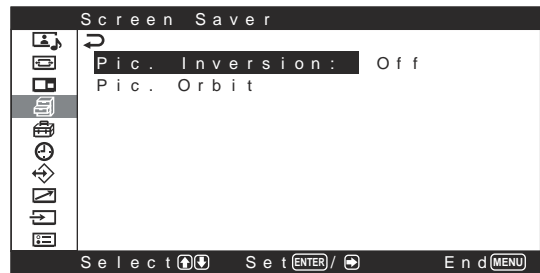 Screen Saver
Pic. Inversion: Off
Pic. Orbit
Select Set ENTER / End MENU